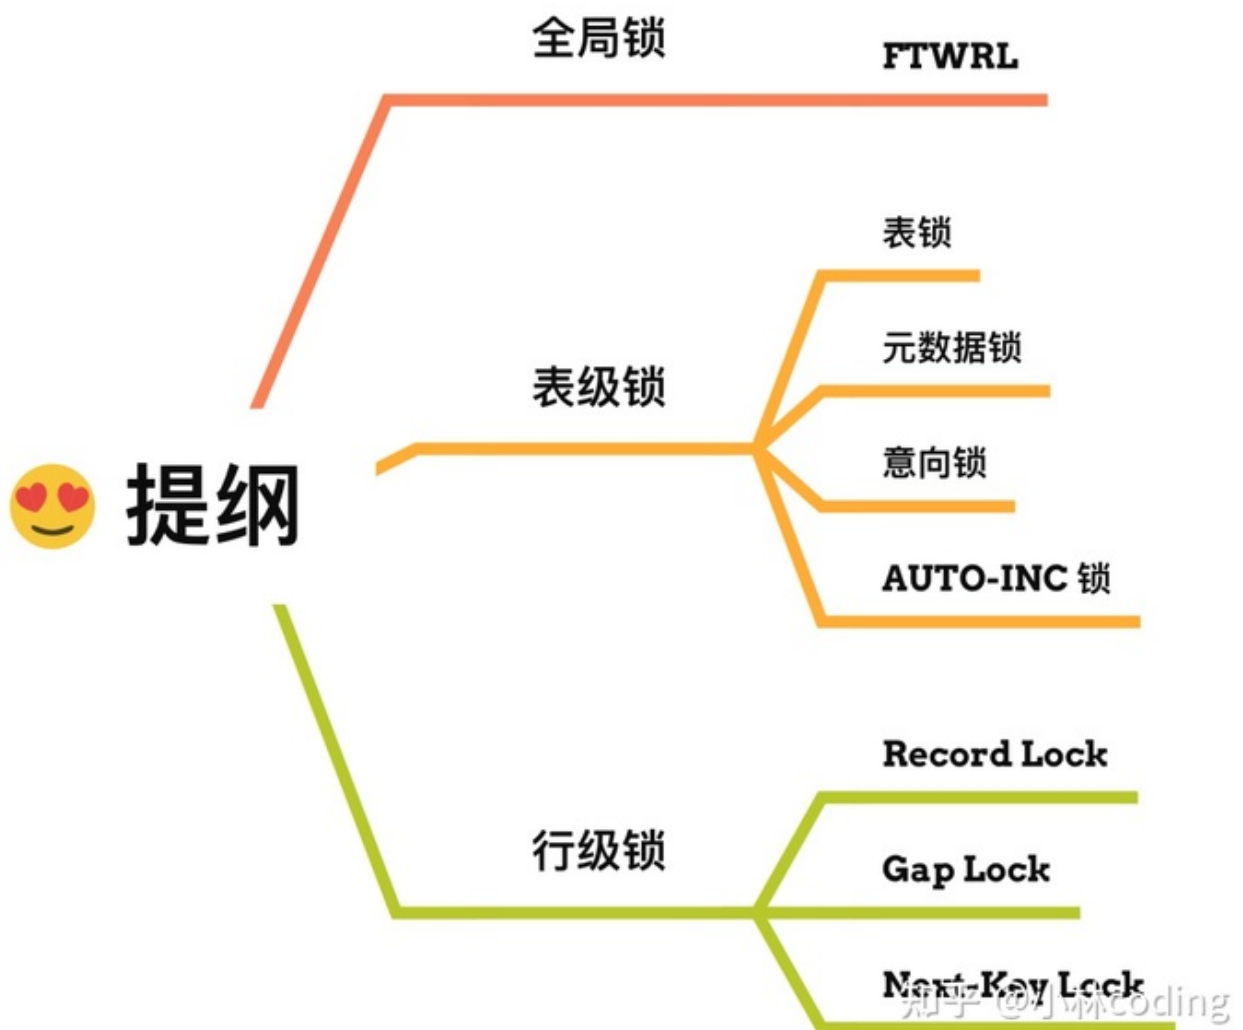 全局锁
FTWRL
表锁
元数据锁
表级锁
意向锁
提纲
AUTO-INC 锁
Record Lock
行级锁
Gap Lock
Next-Key Lock
知乎 @小林coding